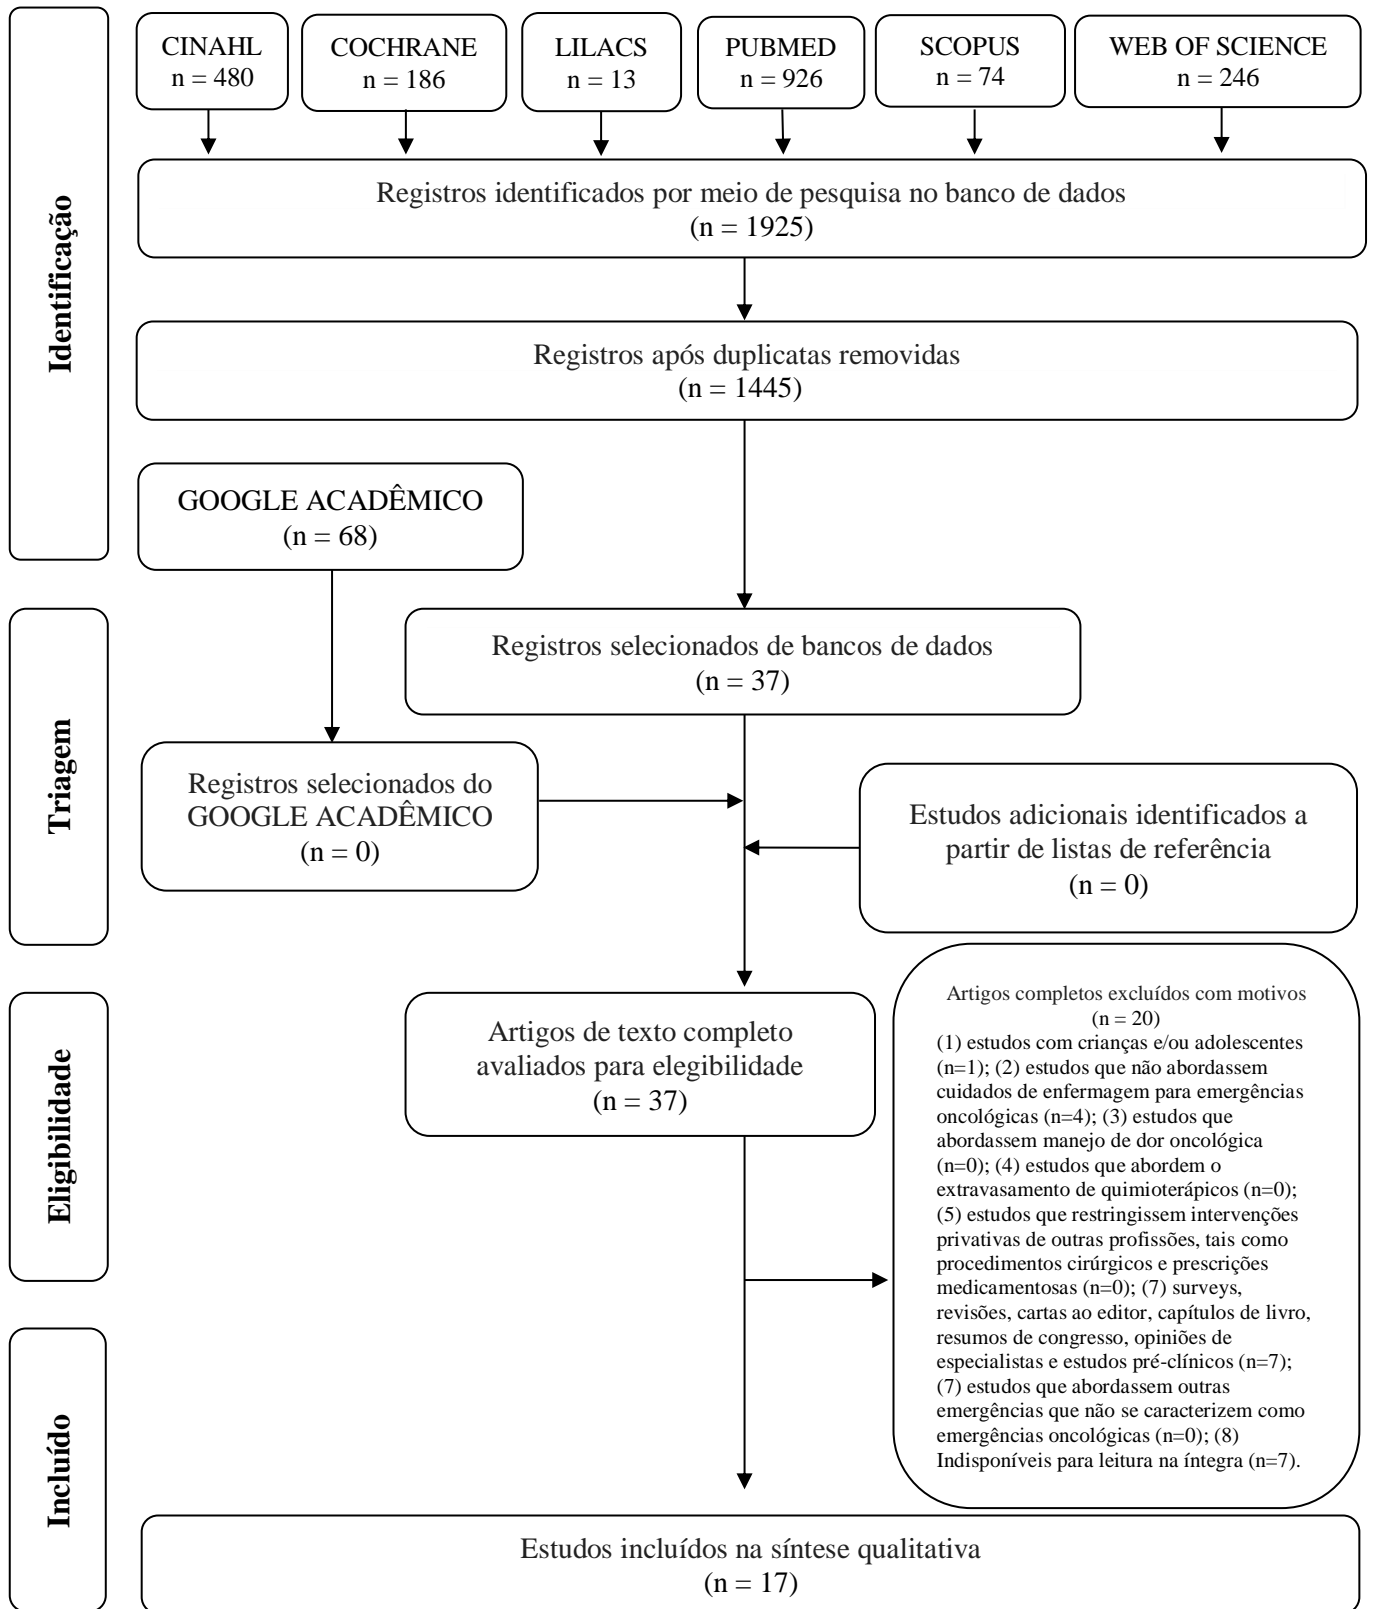 CINAHL
n = 480
COCHRANE
n = 186
LILACS
n = 13
PUBMED
n = 926
SCOPUS
n = 74
WEB OF SCIENCE
n = 246
Identificação
Registros identificados por meio de pesquisa no banco de dados
(n = 1925)
Registros após duplicatas removidas
(n = 1445)
GOOGLE ACADÊMICO
(n = 68)
Triagem
Registros selecionados de bancos de dados
(n = 37)
Registros selecionados do
GOOGLE ACADÊMICO
(n = 0)
Estudos adicionais identificados a
partir de listas de referência
(n = 0)
Eligibilidade
Artigos de texto completo
avaliados para elegibilidade
(n = 37)
Artigos completos excluídos com motivos
(n = 20)
(1) estudos com crianças e/ou adolescentes
(n=1); (2) estudos que não abordassem
cuidados de enfermagem para emergências
oncológicas (n=4); (3) estudos que
abordassem manejo de dor oncológica
(n=0); (4) estudos que abordem o
extravasamento de quimioterápicos (n=0);
(5) estudos que restringissem intervenções
privativas de outras profissões, tais como
procedimentos cirúrgicos e prescrições
medicamentosas (n=0); (7) surveys,
revisões, cartas ao editor, capítulos de livro,
resumos de congresso, opiniões de
especialistas e estudos pré-clínicos (n=7);
(7) estudos que abordassem outras
emergências que não se caracterizem como
emergências oncológicas (n=0); (8)
Indisponíveis para leitura na íntegra (n=7).
Incluído
Estudos incluídos na síntese qualitativa
(n = 17)